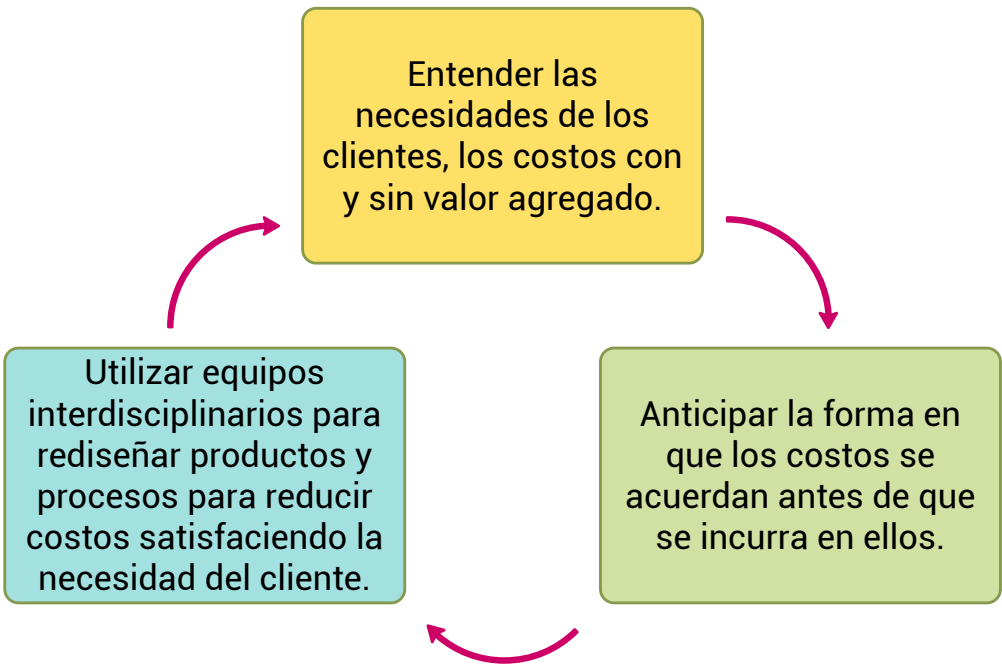 Entender las
necesidades de los
clientes, los costos con
y sin valor agregado.
Utilizar equipos
interdisciplinarios para
rediseñar productos y
procesos para reducir
costos satisfaciendo la
necesidad del cliente.
Anticipar la forma en
que los costos se
acuerdan antes de que
se incurra en ellos.